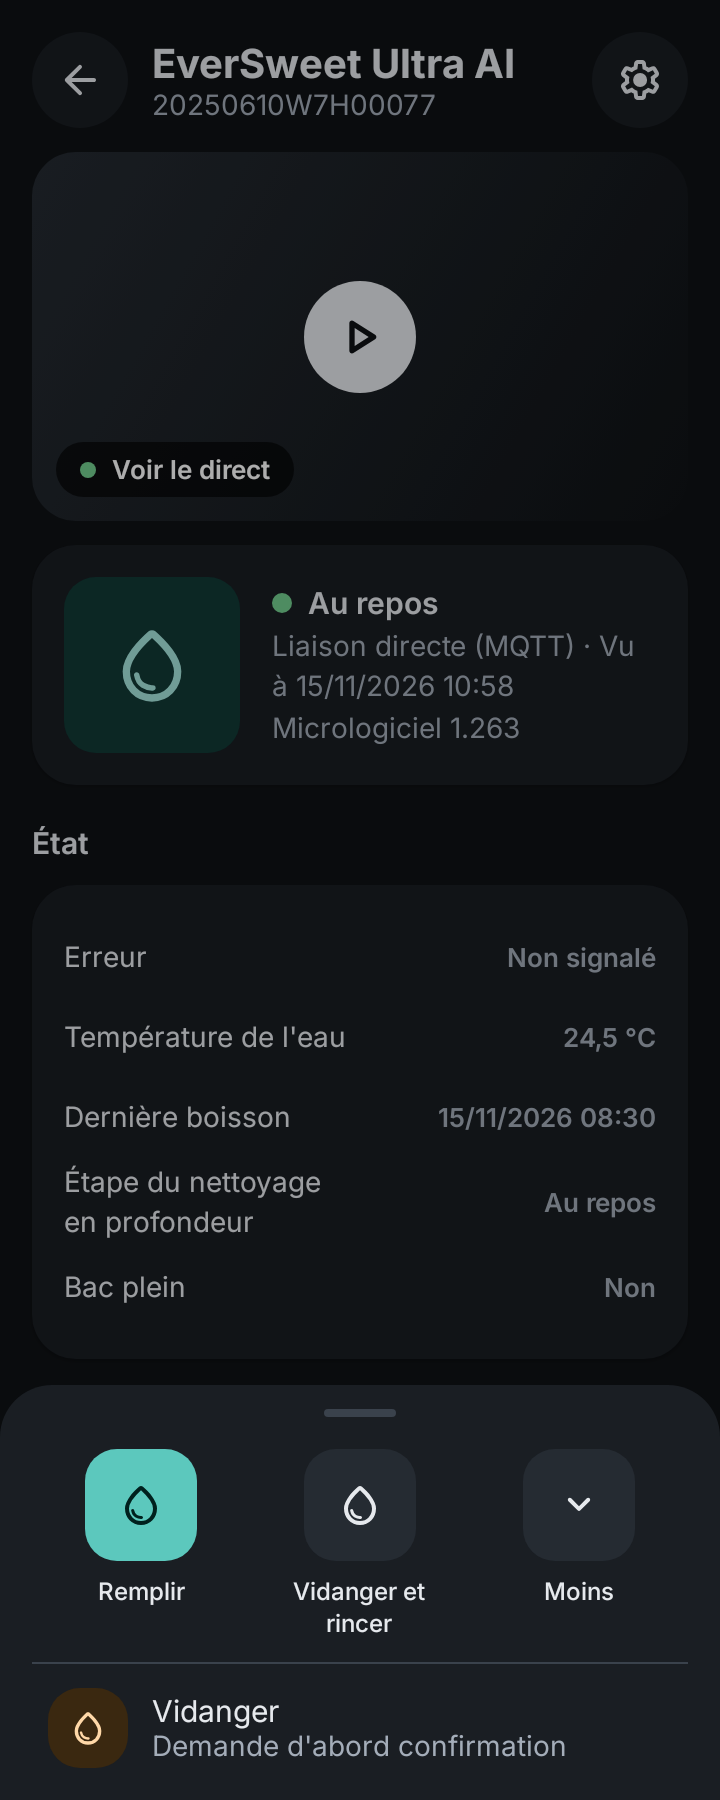 EverSweet Ultra AI
20250610W7H00077
Voir le direct
Au repos
Liaison directe (MQTT) · Vu
à 15/11/2026 10:58
Micrologiciel 1.263
État
Erreur
Non signalé
Température de l'eau
24,5 °C
Dernière boisson
15/11/2026 08:30
Étape du nettoyage
en profondeur
Au repos
Bac plein
Non
Remplir
Vidanger et
rincer
Moins
Vidanger
Demande d'abord confirmation